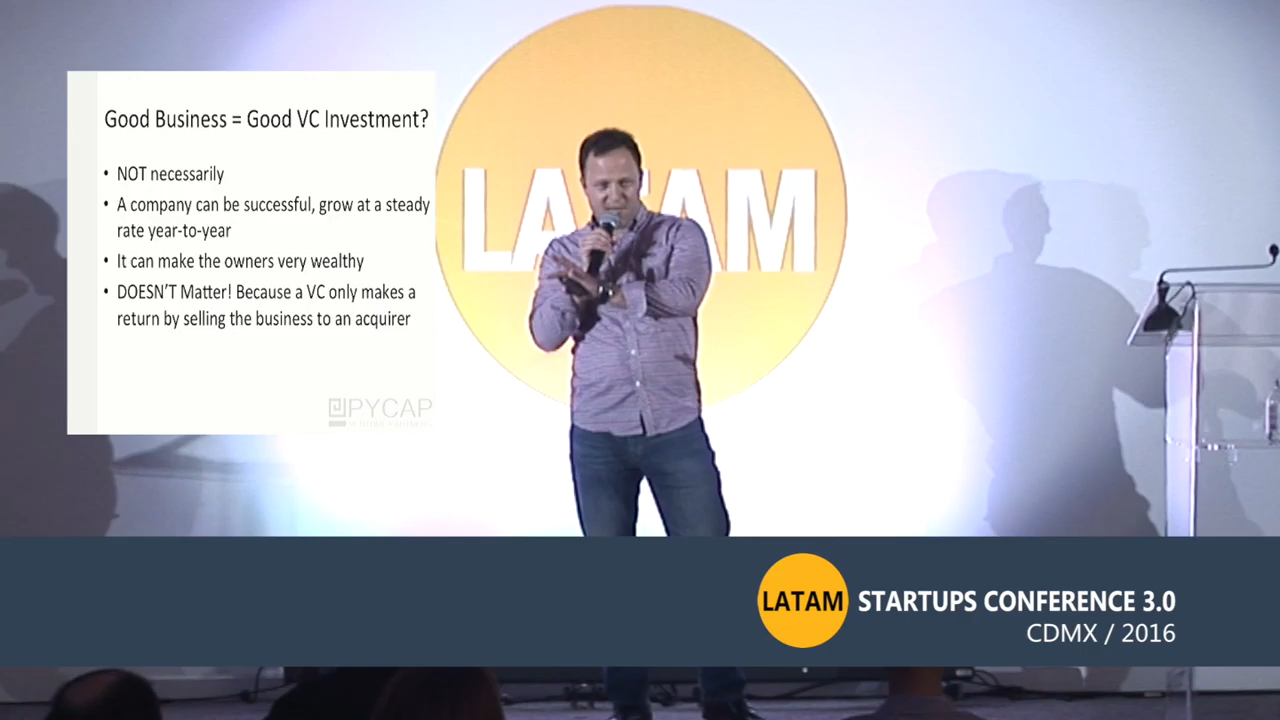 Good Business = Good VC Investment?
• NOT necessarily
• A company can be successful, grow at a steady
rate year-to-year
• It can make the owners very wealthy
• DOESN'T Matter! Because a VC only makes a
return by selling the business to an acquirer
PYCAP
LATAM
LATAM
STARTUPS CONFERENCE 3.0
CDMX / 2016